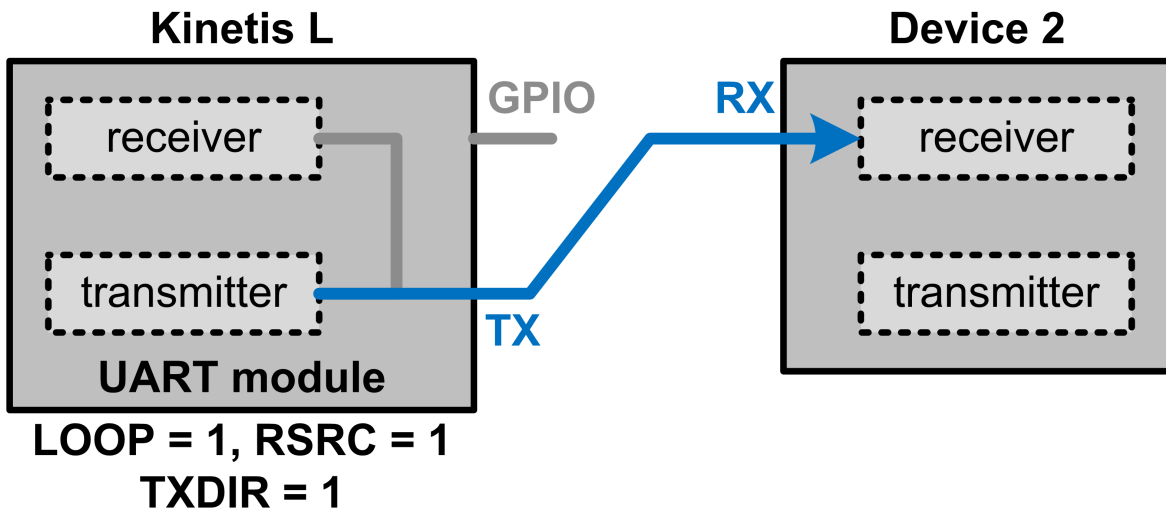 Kinetis L
Device 2
GPIO
RX
receiver
receiver
transmitter
transmitter
TX
UART module
LOOP = 1, RSRC = 1
TXDIR = 1